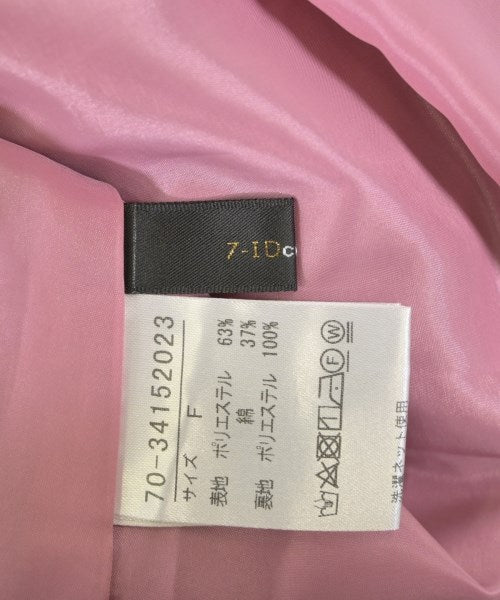 7-IDc
70-34152023
サイズ F
表地 ポリエステル 63%
綿 37%
裏地 ポリエステル 100%
F W
洗濯ネット使用